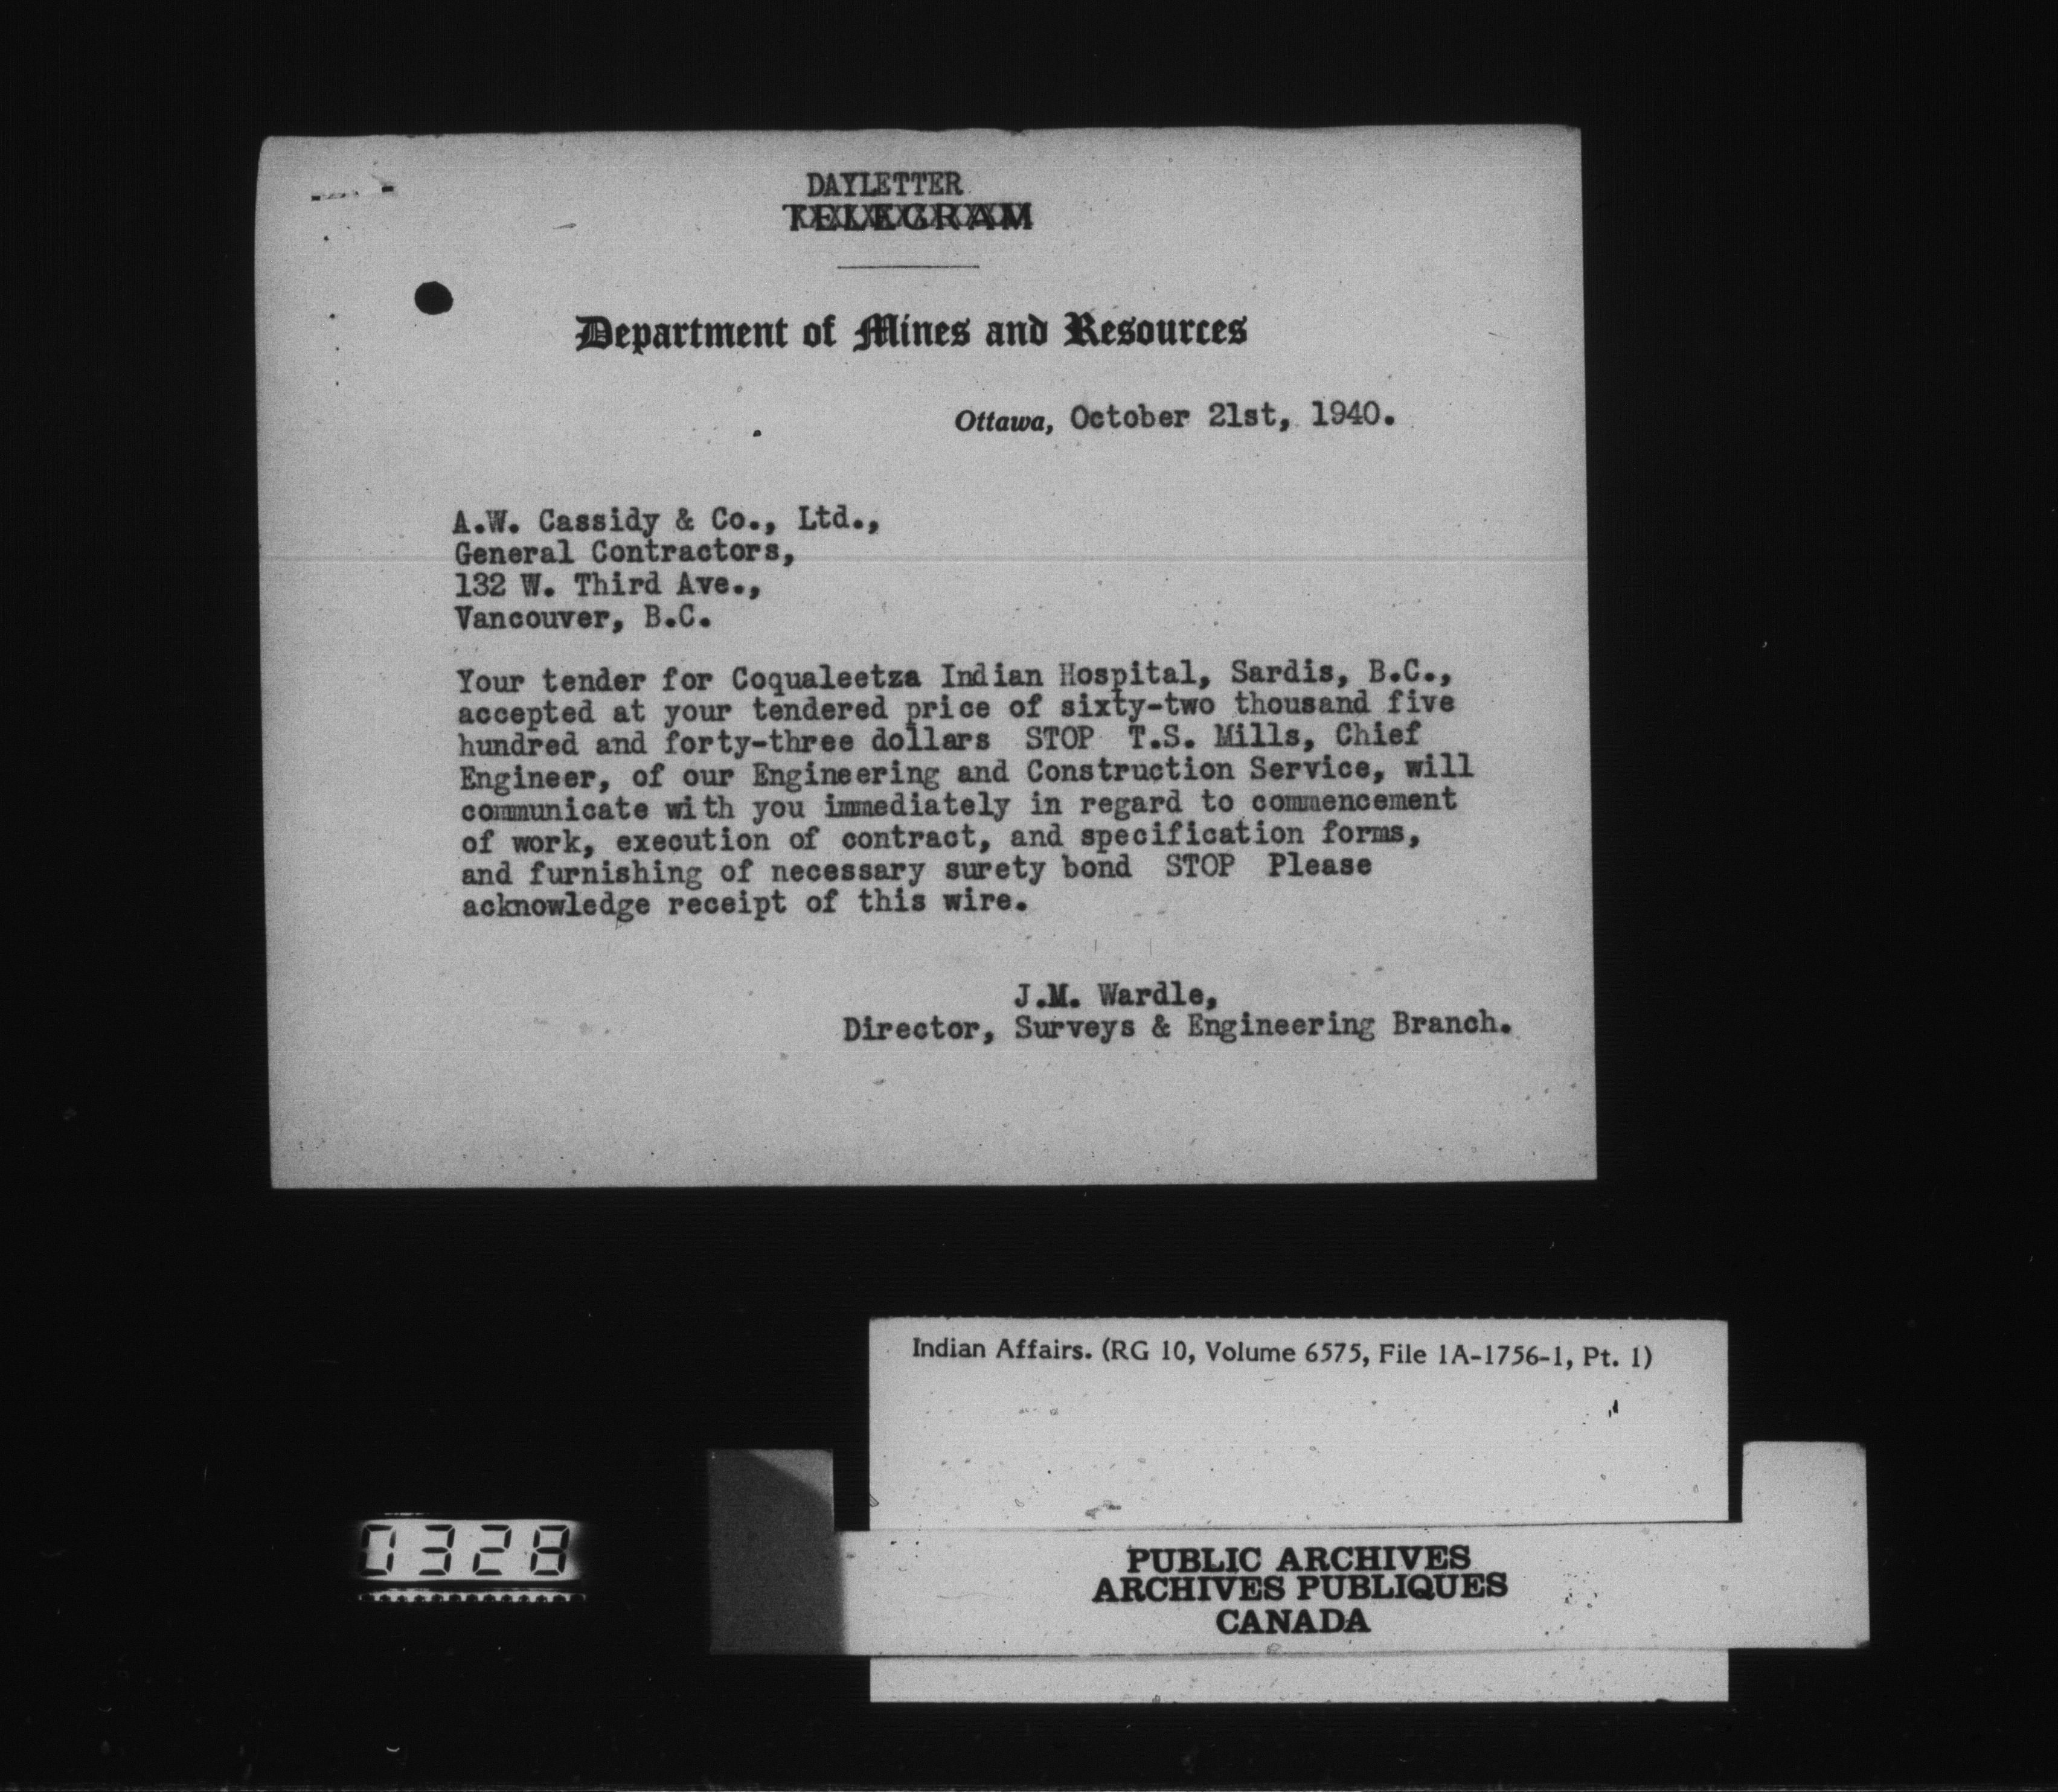 DAYLETTER
TELEGRAM
Department of Mines and Resources
Ottawa, October 21st, 1940.
A.W. Cassidy & Co., Ltd.,
General Contractors,
132 W. Third Ave.,
Vancouver, B.C.
Your tender for Coqualeetza Indian Hospital, Sardis, B.C.,
accepted at your tendered price of sixty-two thousand five
hundred and forty-three dollars STOP T.S. Mills, Chief
Engineer, of our Engineering and Construction Service, will
communicate with you immediately in regard to commencement
of work, execution of contract, and specification forms,
and furnishing of necessary surety bond STOP Please
acknowledge receipt of this wire.
J.M. Wardle,
Director, Surveys & Engineering Branch.
Indian Affairs. (RG 10, Volume 6575, File 1A-1756-1, Pt. 1)
0328
PUBLIC ARCHIVES
ARCHIVES PUBLIQUES
CANADA